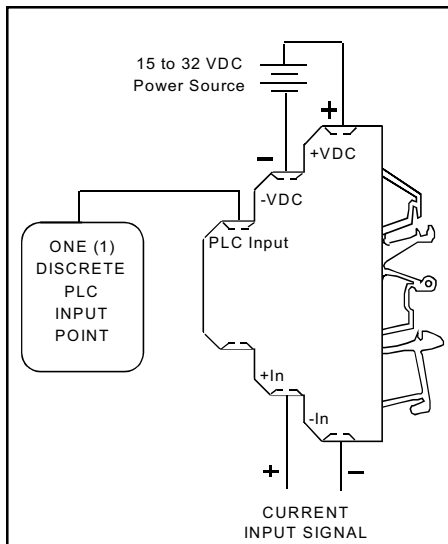 15 to 32 VDC
Power Source
+
-
+VDC
-VDC
PLC Input
ONE (1)
DISCRETE
PLC
INPUT
POINT
+In
-In
+
-
CURRENT
INPUT SIGNAL